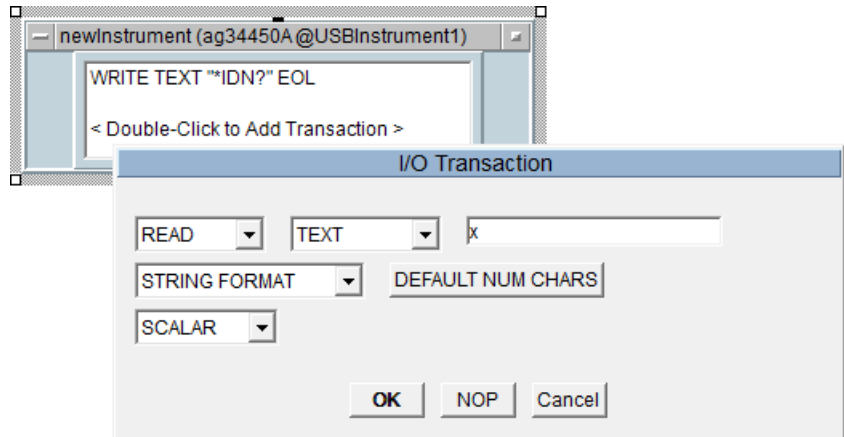 newInstrument (ag34450A@USBInstrument1)
WRITE TEXT "*IDN?" EOL
< Double-Click to Add Transaction >
I/O Transaction
READ TEXT x
STRING FORMAT DEFAULT NUM CHARS
SCALAR
OK NOP Cancel